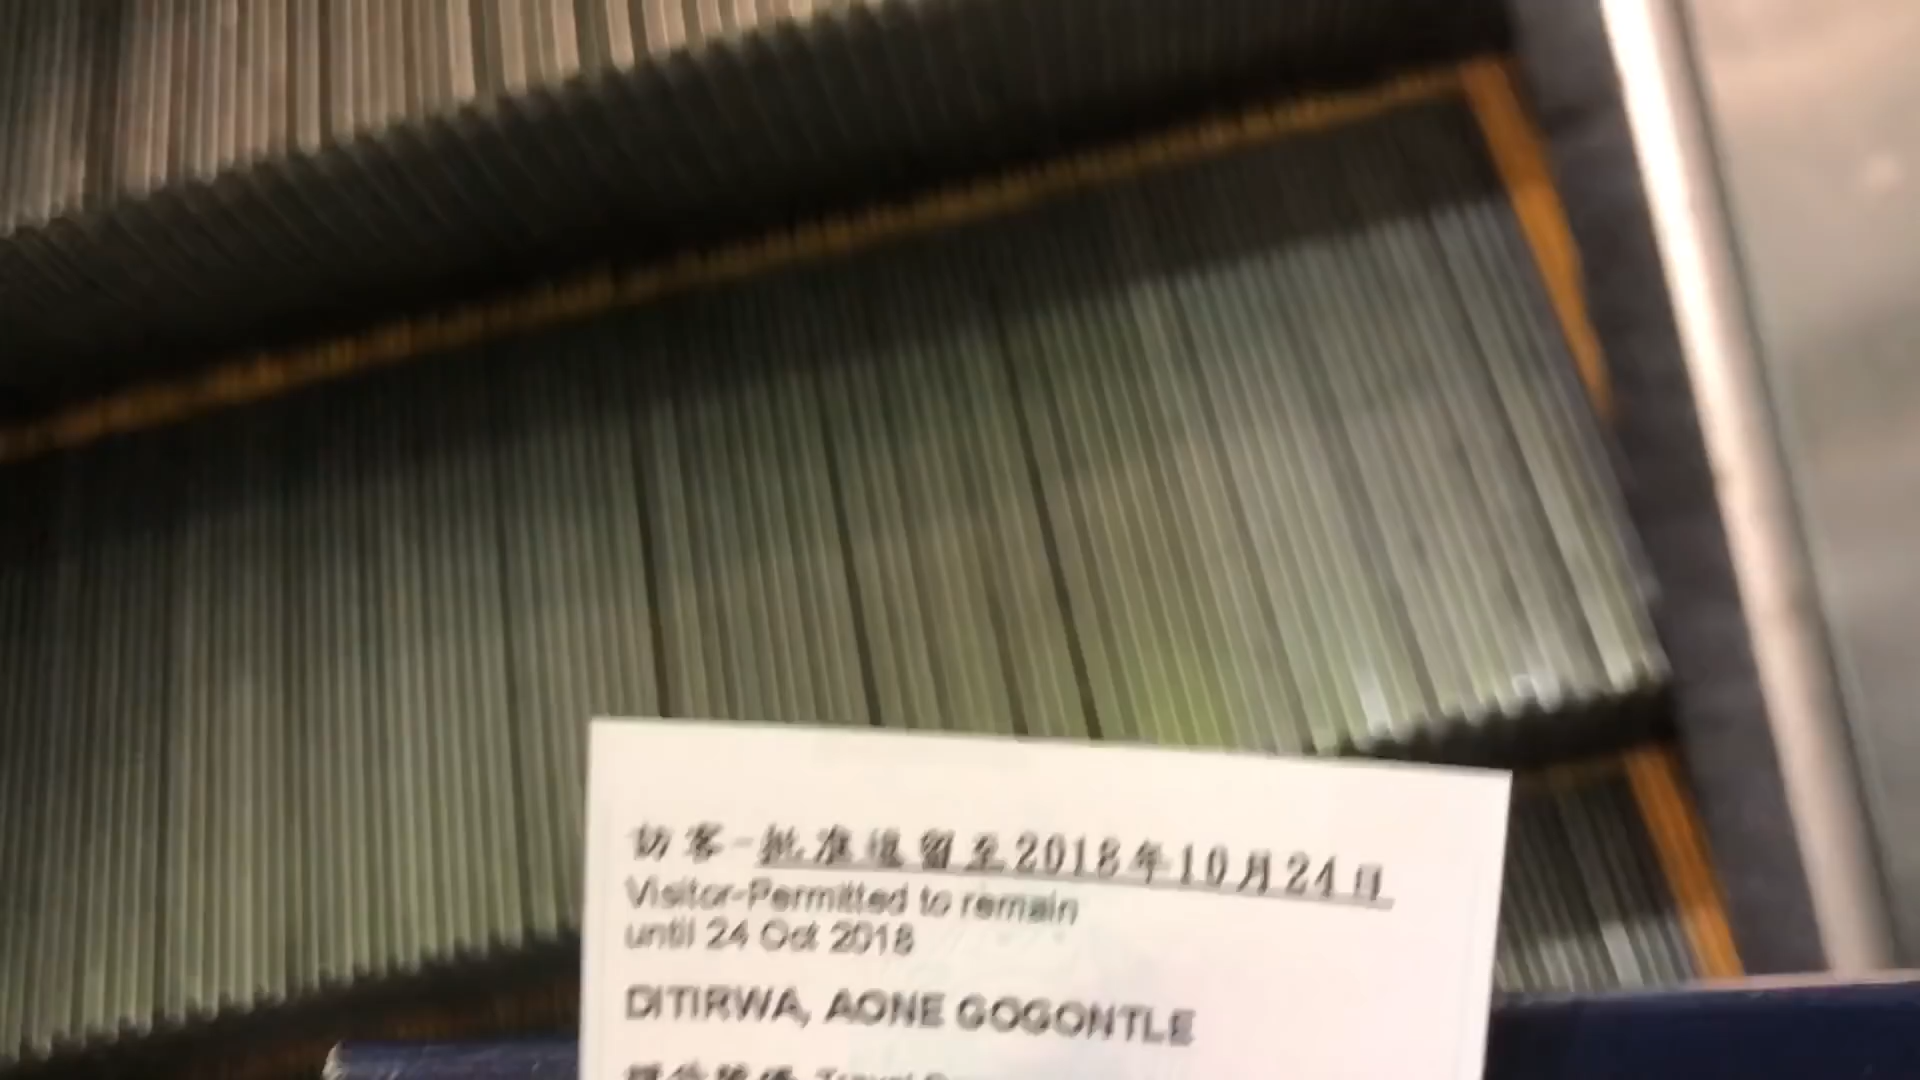 訪客-批准逗留至2018年10月24日
Visitor-Permitted to remain
until 24 Oct 2018
DITIRWA, AONE GOGONTLE
Travel